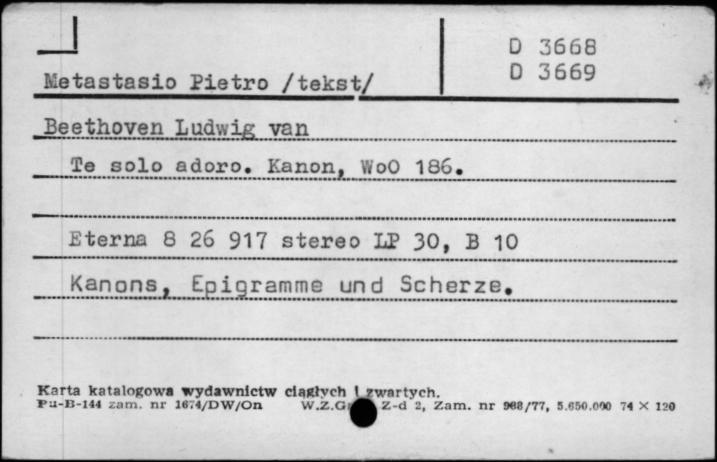 D 3668
D 3669
Metastasio Pietro /tekst/
Beethoven Ludwig van
Te solo adoro. Kanon, WoO 186.
Eterna 8 26 917 stereo LP 30, B 10
Kanons, Epigramme und Scherze.
Karta katalogowa wydawnictw ciągłych i zwartych.
Pu-B-144 zam. nr 1674/DW/On W.Z.G Z-d 2, Zam. nr 968/77, 5.650.000 74 × 120